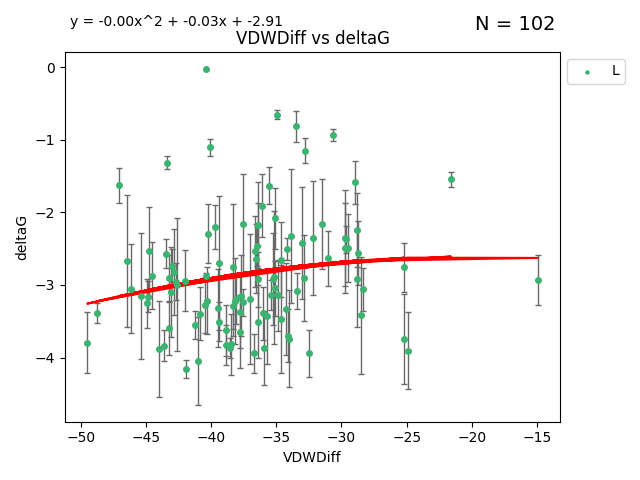 y = -0.00x^2 + -0.03x + -2.91
N = 102
VDWDiff vs deltaG
L
deltaG
0
−1
−2
−3
−4
−50 −45 −40 −35 −30 −25 −20 −15
VDWDiff